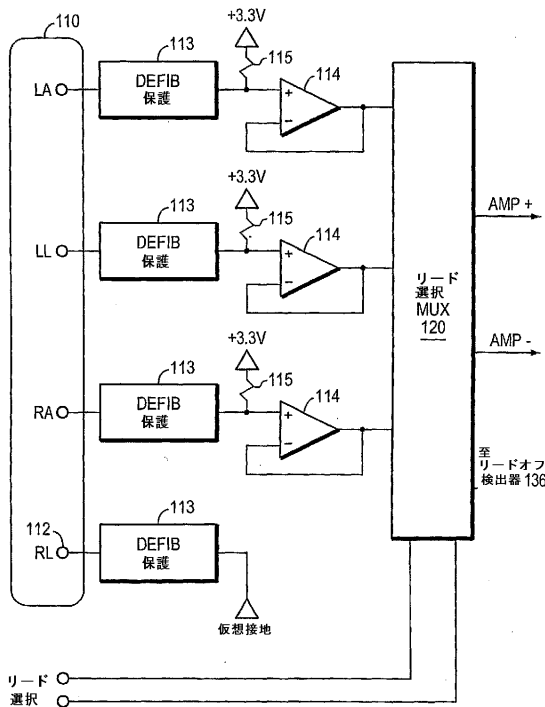 110
113
+3.3V
115
114
LA
DEFIB
保護
+
−
113
+3.3V
115
114
LL
DEFIB
保護
+
−
AMP +
リード
選択
MUX
120
AMP -
113
+3.3V
115
114
RA
DEFIB
保護
+
−
至
リードオフ
検出器 136
113
112
RL
DEFIB
保護
仮想接地
リード
選択